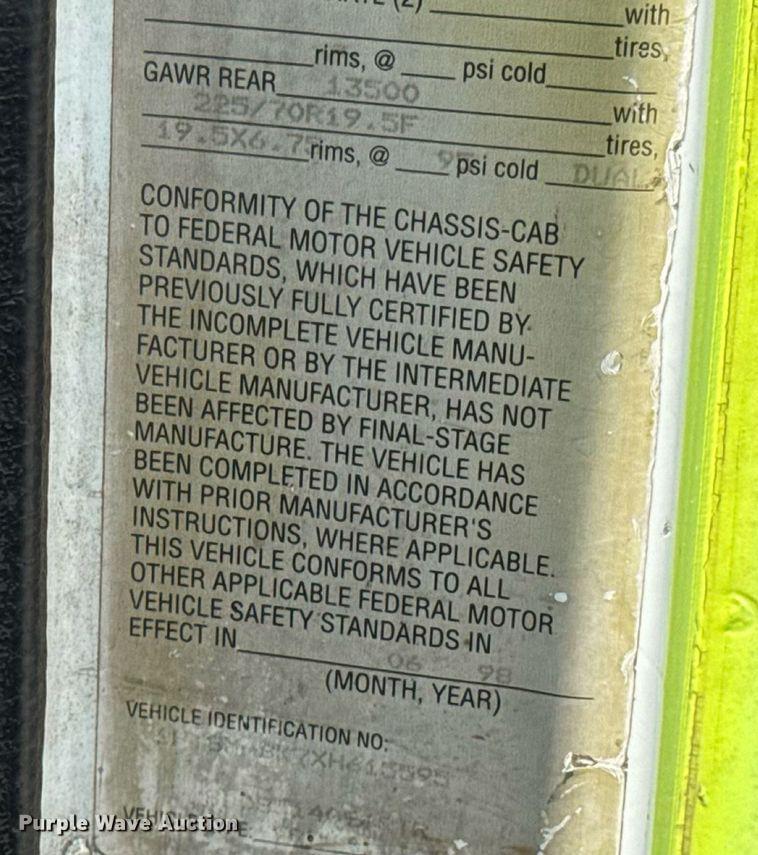 (2) with
tires,
rims, @ psi cold
GAWR REAR 13500 with
225/70R19.5F tires,
19.5X6.75 rims, @ psi cold DUAL
CONFORMITY OF THE CHASSIS-CAB
TO FEDERAL MOTOR VEHICLE SAFETY
STANDARDS, WHICH HAVE BEEN
PREVIOUSLY FULLY CERTIFIED BY
THE INCOMPLETE VEHICLE MANU-
FACTURER OR BY THE INTERMEDIATE
VEHICLE MANUFACTURER, HAS NOT
BEEN AFFECTED BY FINAL-STAGE
MANUFACTURE. THE VEHICLE HAS
BEEN COMPLETED IN ACCORDANCE
WITH PRIOR MANUFACTURER'S
INSTRUCTIONS, WHERE APPLICABLE.
THIS VEHICLE CONFORMS TO ALL
OTHER APPLICABLE FEDERAL MOTOR
VEHICLE SAFETY STANDARDS IN
EFFECT IN 06 98
(MONTH, YEAR)
VEHICLE IDENTIFICATION NO:
Purple Wave Auction